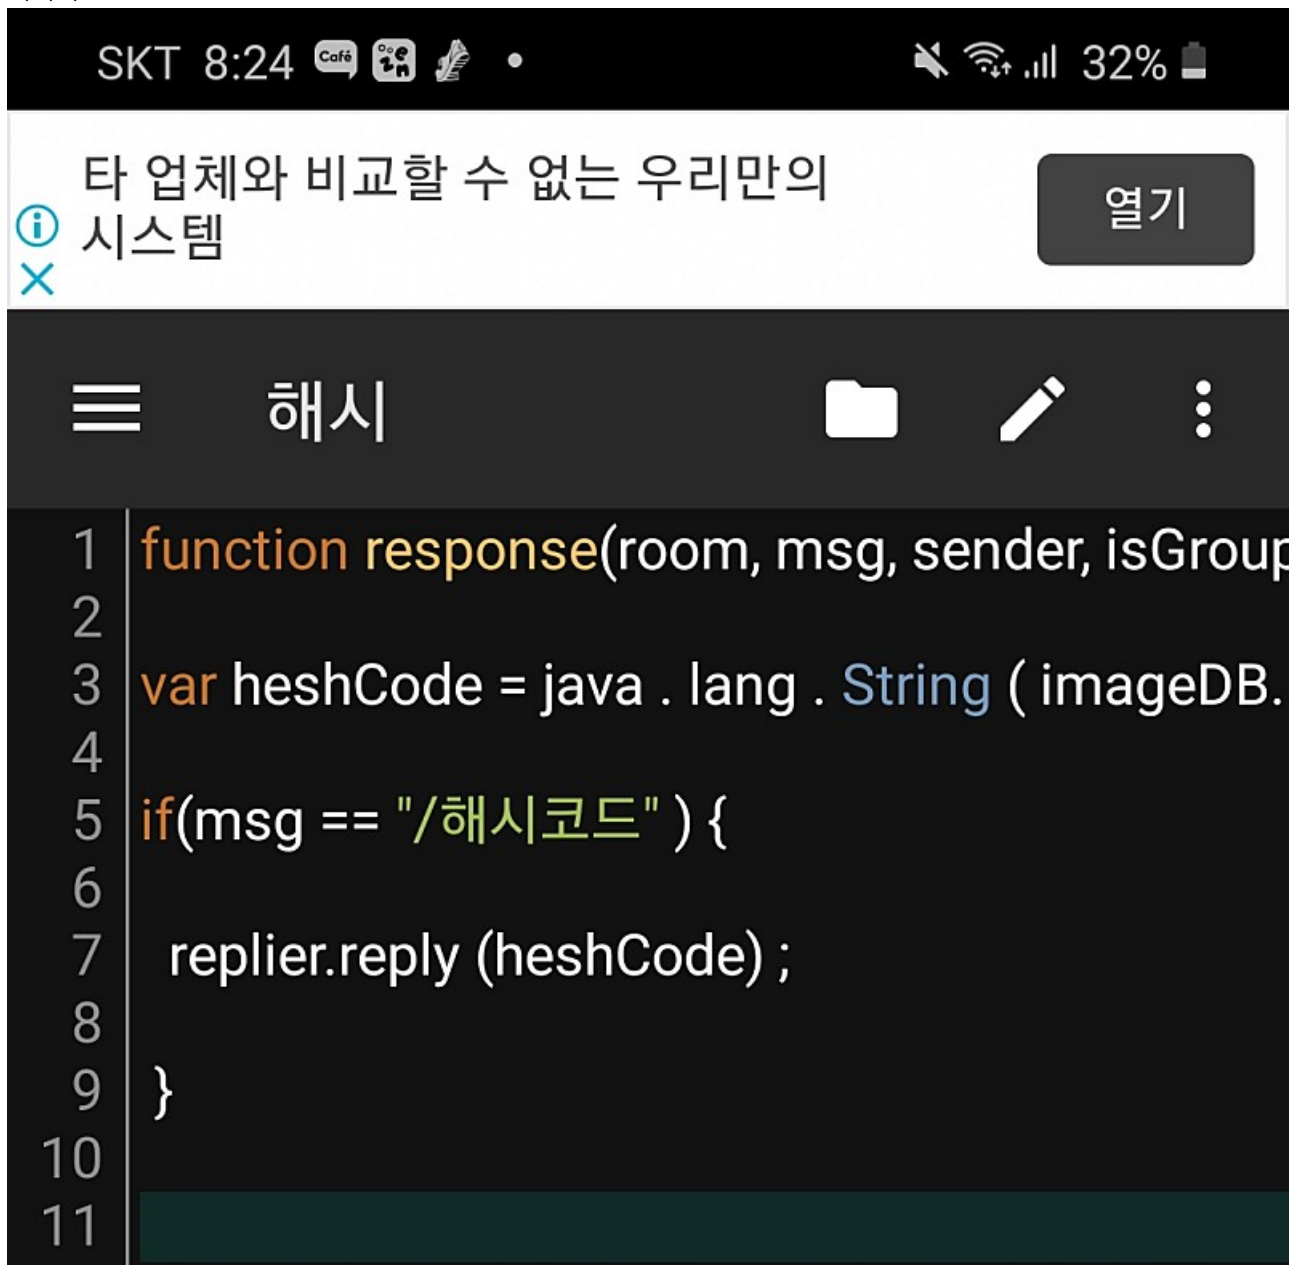 SKT 8:24 Café 32%
타 업체와 비교할 수 없는 우리만의
시스템
열기
해시
1 function response(room, msg, sender, isGroup
2
3 var heshCode = java . lang . String ( imageDB.
4
5 if(msg == "/해시코드" ) {
6
7 replier.reply (heshCode) ;
8
9 }
10
11